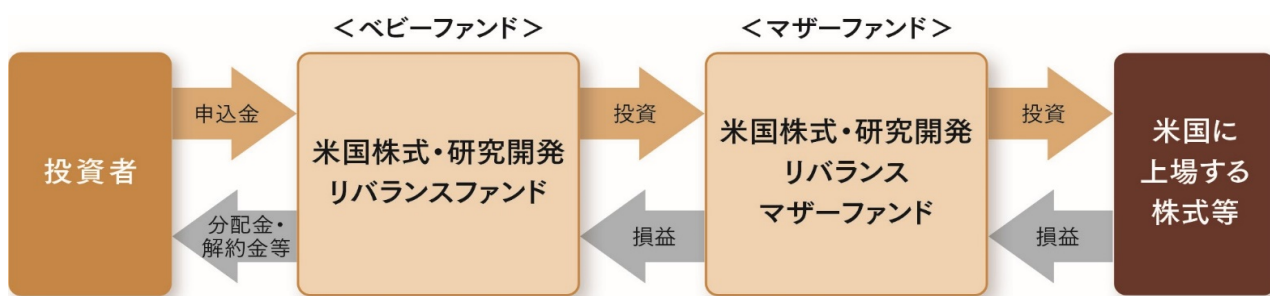 ＜ベビーファンド＞
＜マザーファンド＞
投資者
申込金
分配金・
解約金等
米国株式・研究開発
リバランスファンド
投資
損益
米国株式・研究開発
リバランス
マザーファンド
投資
損益
米国に
上場する
株式等